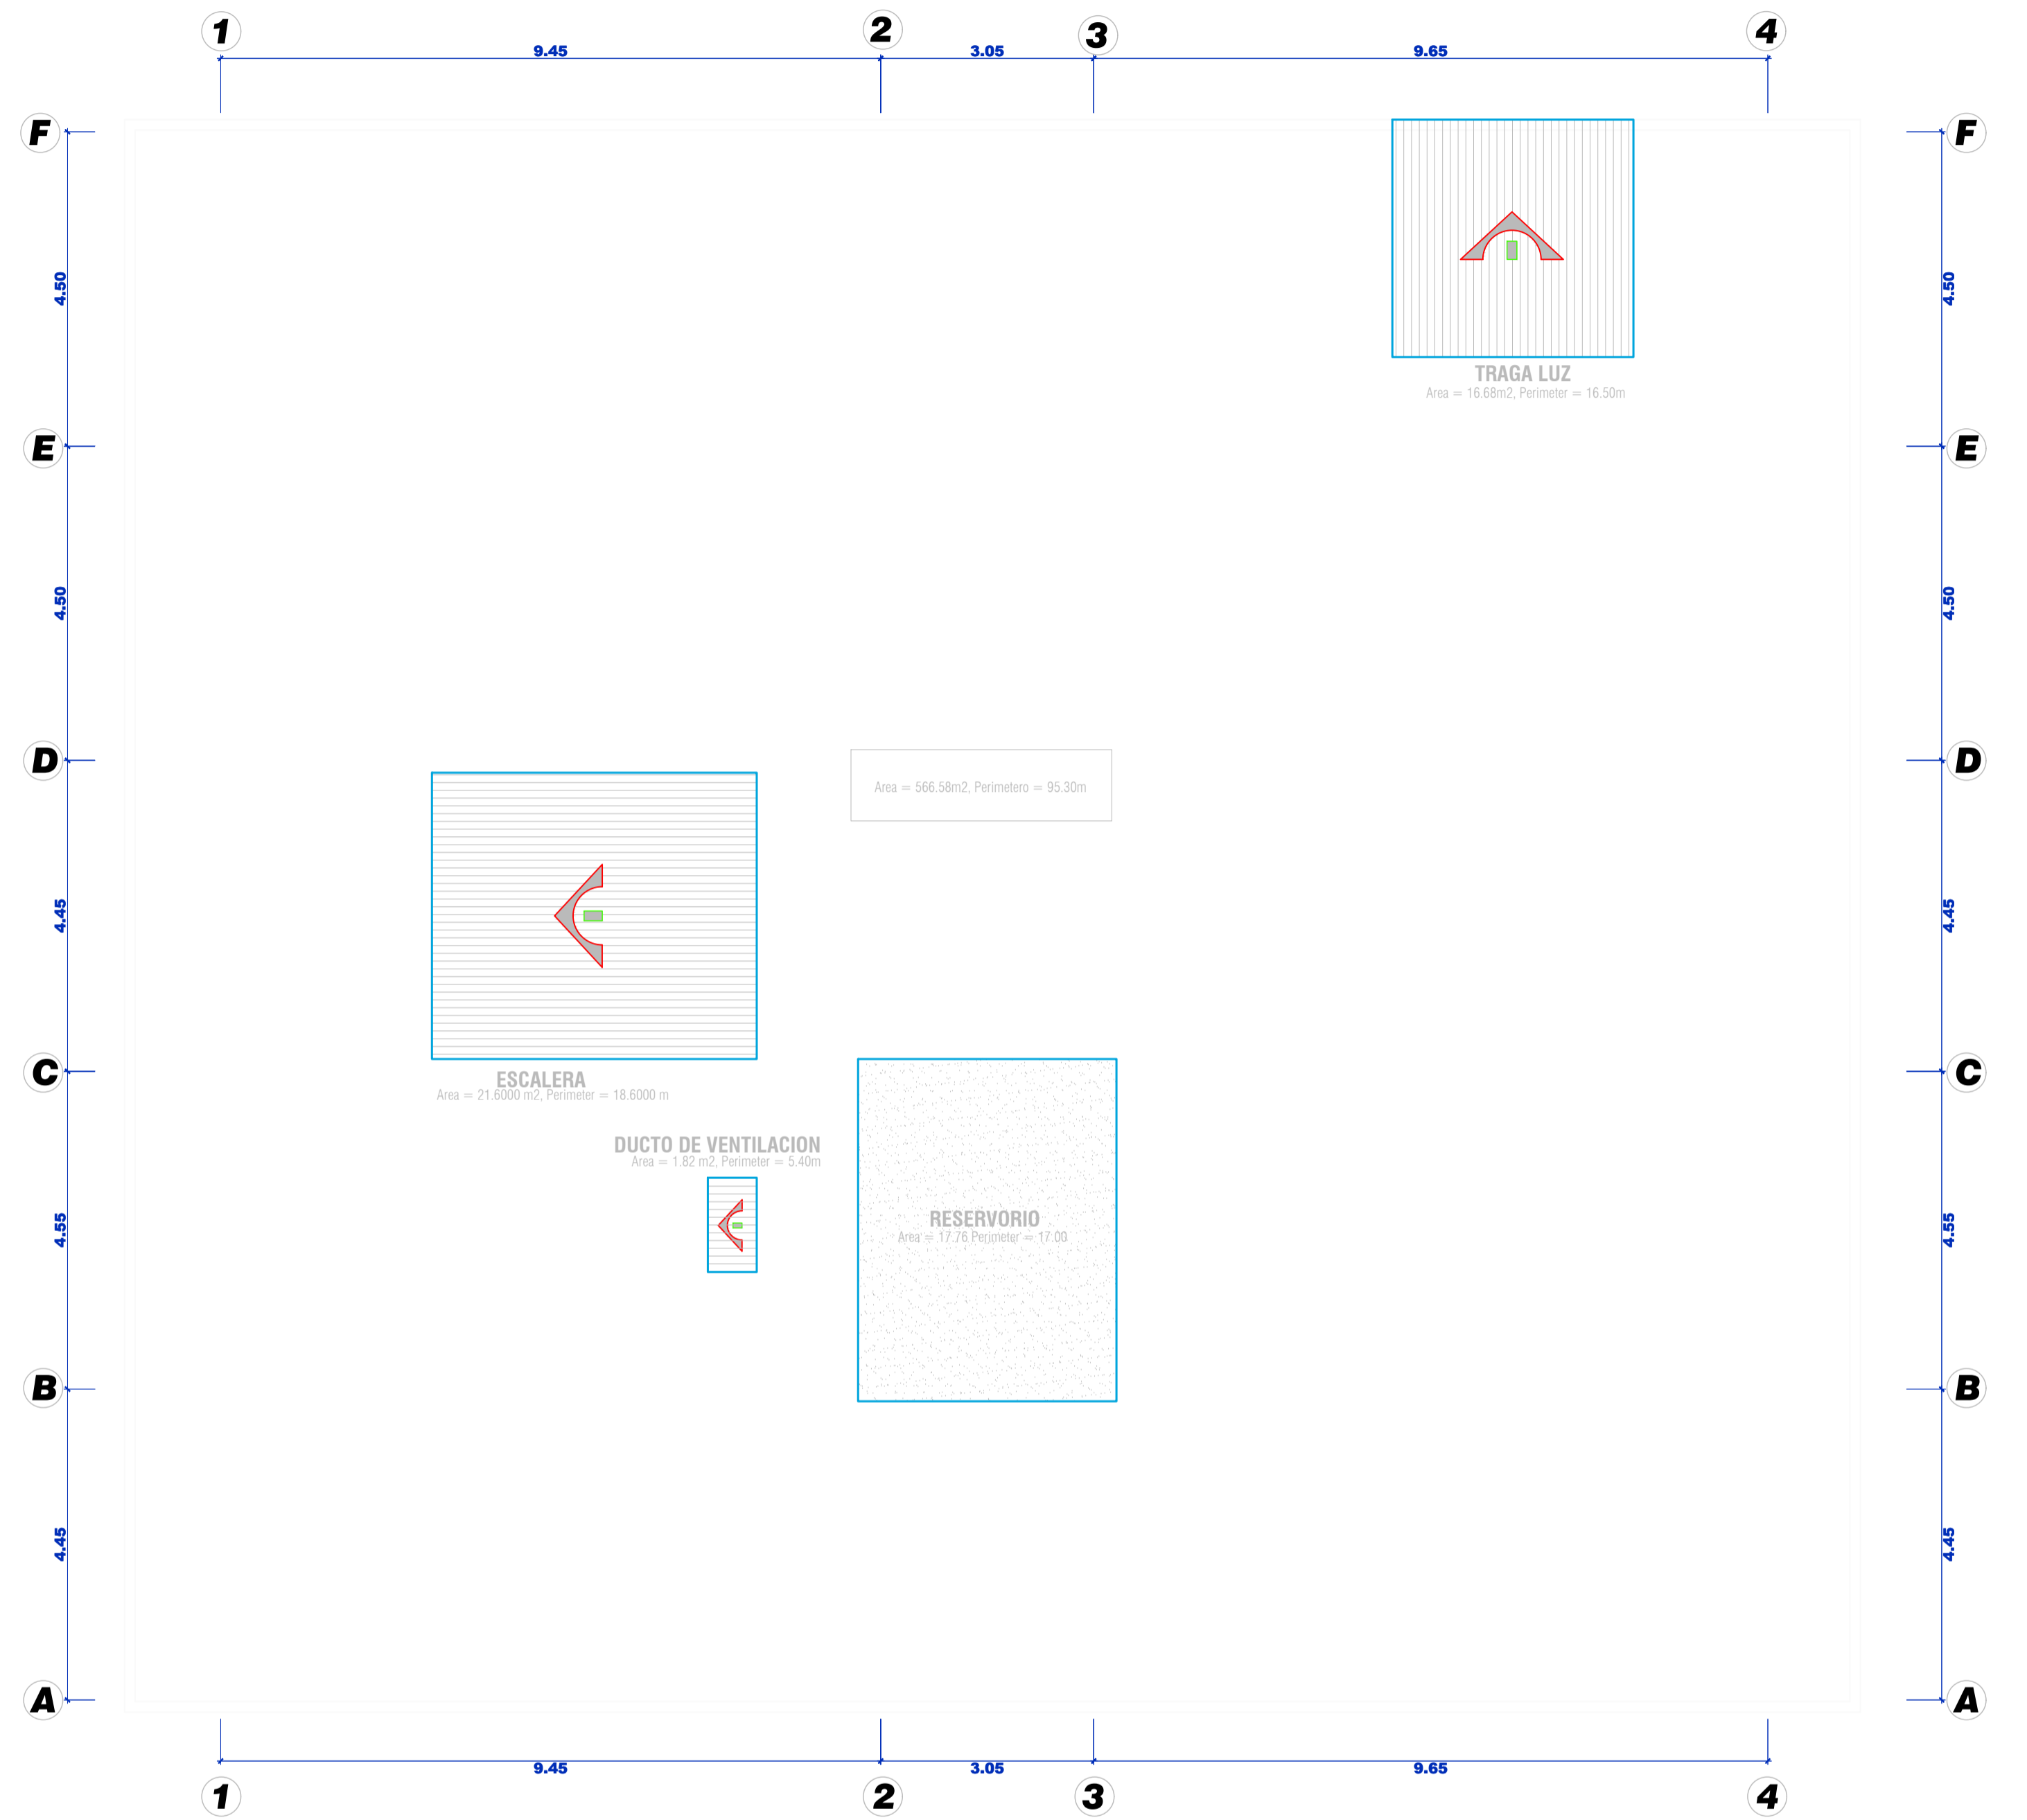 1 2 3 4
9.45 3.05 9.65
F F
4.50 4.50
TRAGA LUZ
Area = 16.68m2, Perimeter = 16.50m
E E
4.50 4.50
D D
Area = 566.58m2, Perimetero = 95.30m
4.45 4.45
C C
ESCALERA
Area = 21.6000 m2, Perimeter = 18.6000 m
DUCTO DE VENTILACION
Area = 1.82 m2, Perimeter = 5.40m
4.55 4.55
RESERVORIO
Area = 17.76 Perimeter = 17.00
B B
4.45 4.45
A A
9.45 3.05 9.65
1 2 3 4